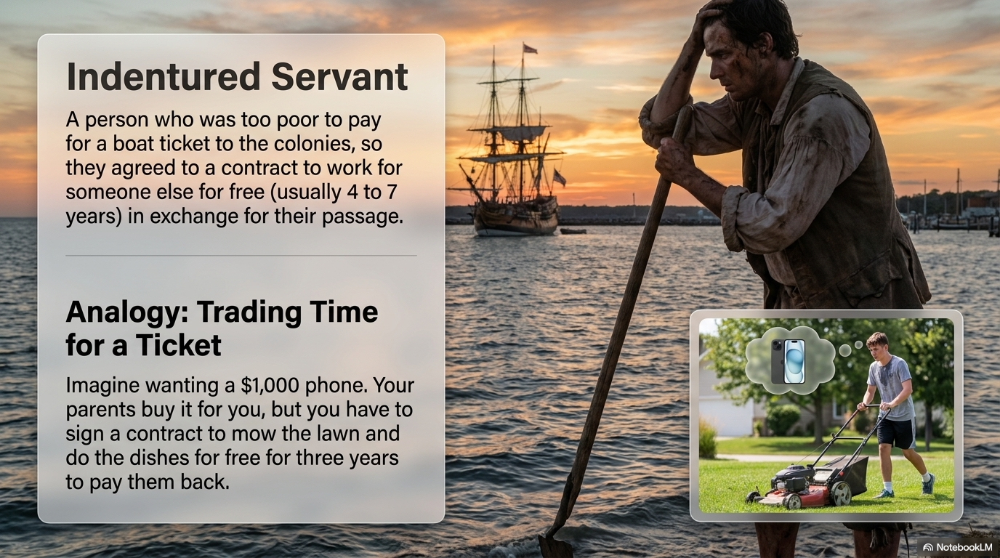 Indentured Servant
A person who was too poor to pay
for a boat ticket to the colonies, so
they agreed to a contract to work for
someone else for free (usually 4 to 7
years) in exchange for their passage.
Analogy: Trading Time
for a Ticket
Imagine wanting a $1,000 phone. Your
parents buy it for you, but you have to
sign a contract to mow the lawn and
do the dishes for free for three years
to pay them back.
NotebookLM